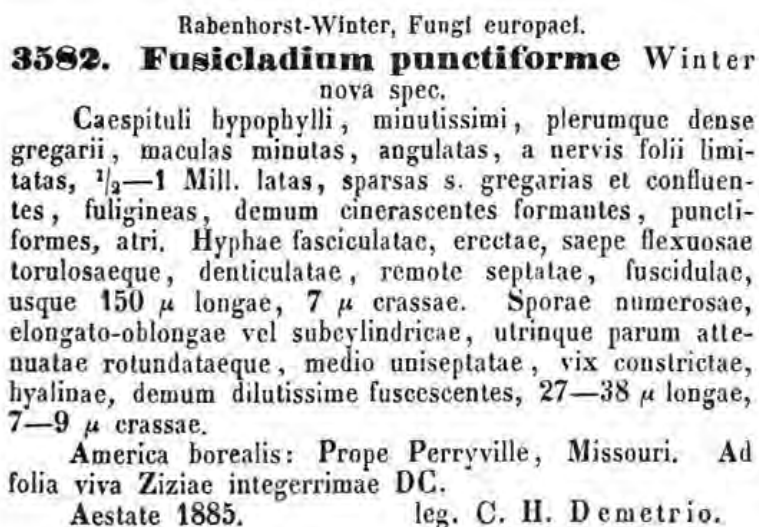 Rabenhorst-Winter, Fungi europaei.
3582. Fusicladium punctiforme Winter
nova spec.
Caespituli hypophylli, minutissimi, plerumque dense
gregarii, maculas minutas, angulatas, a nervis folii limi-
tatas, ½—1 Mill. latas, sparsas s. gregarias et confluen-
tes, fuligineas, demum cinerascentes formantes, puncti-
formes, atri. Hyphae fasciculatae, erectae, saepe flexuosae
torulosaeque, denticulatae, remote septatae, fuscidulae,
usque 150 μ longae, 7 μ crassae. Sporae numerosae,
elongato-oblongae vel subcylindricae, utrinque parum atte-
nuatae rotundataeque, medio uniseptatae, vix constrictae,
hyalinae, demum dilutissime fuscescentes, 27—38 μ longae,
7—9 μ crassae.
America borealis: Prope Perryville, Missouri. Ad
folia viva Ziziae integerrimae DC.
Aestate 1885. leg. C. H. Demetrio.